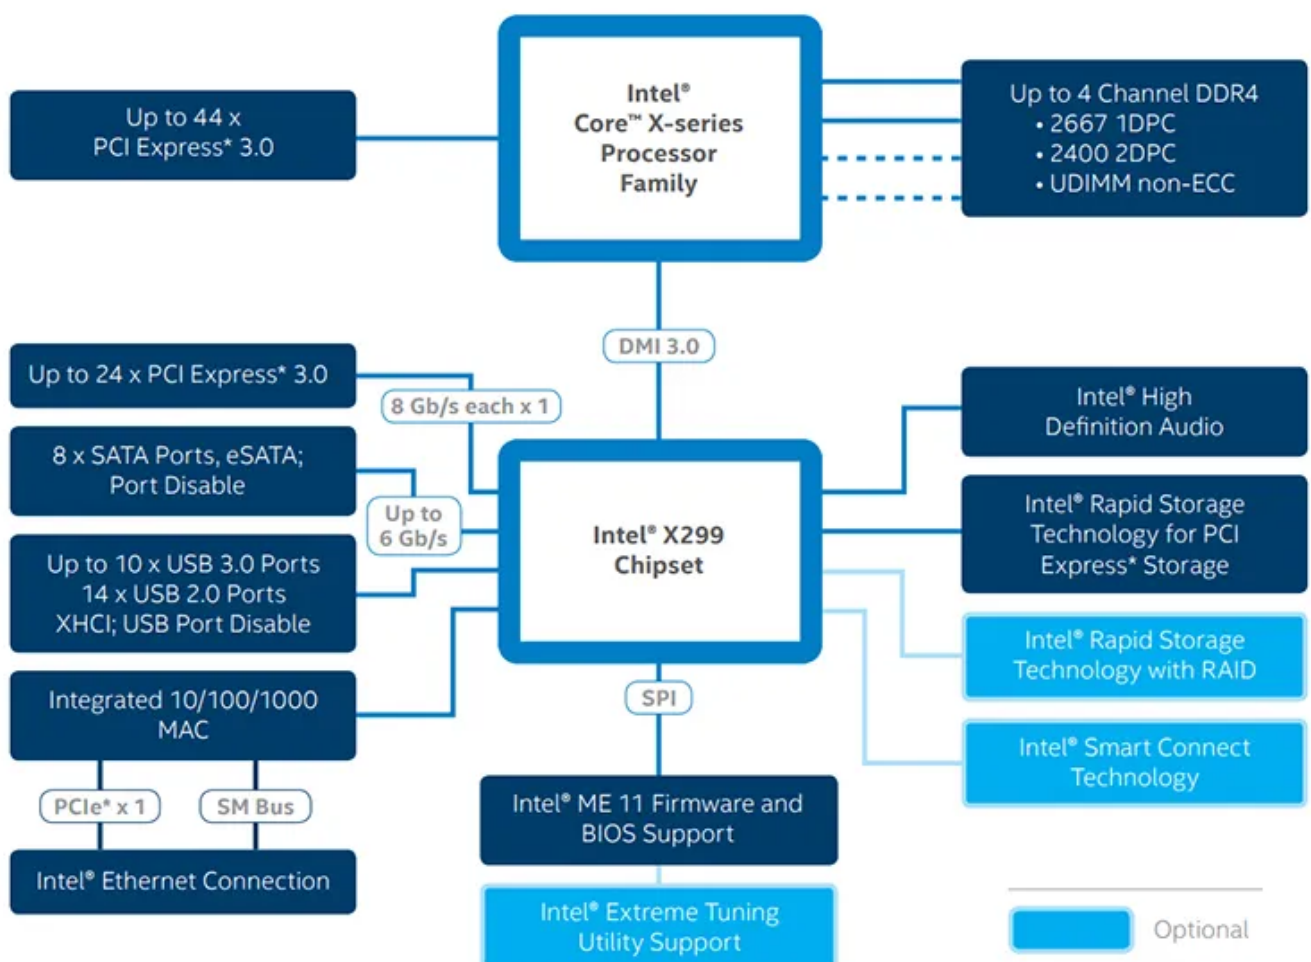 Intel®
Core™ X-series
Processor
Family
Up to 44 x
PCI Express* 3.0
Up to 4 Channel DDR4
• 2667 1DPC
• 2400 2DPC
• UDIMM non-ECC
DMI 3.0
Up to 24 x PCI Express* 3.0
8 Gb/s each x 1
8 x SATA Ports, eSATA;
Port Disable
Up to
6 Gb/s
Up to 10 x USB 3.0 Ports
14 x USB 2.0 Ports
XHCI; USB Port Disable
Integrated 10/100/1000
MAC
PCIe* x 1
SM Bus
Intel® Ethernet Connection
Intel® X299
Chipset
SPI
Intel® ME 11 Firmware and
BIOS Support
Intel® Extreme Tuning
Utility Support
Intel® High
Definition Audio
Intel® Rapid Storage
Technology for PCI
Express* Storage
Intel® Rapid Storage
Technology with RAID
Intel® Smart Connect
Technology
Optional